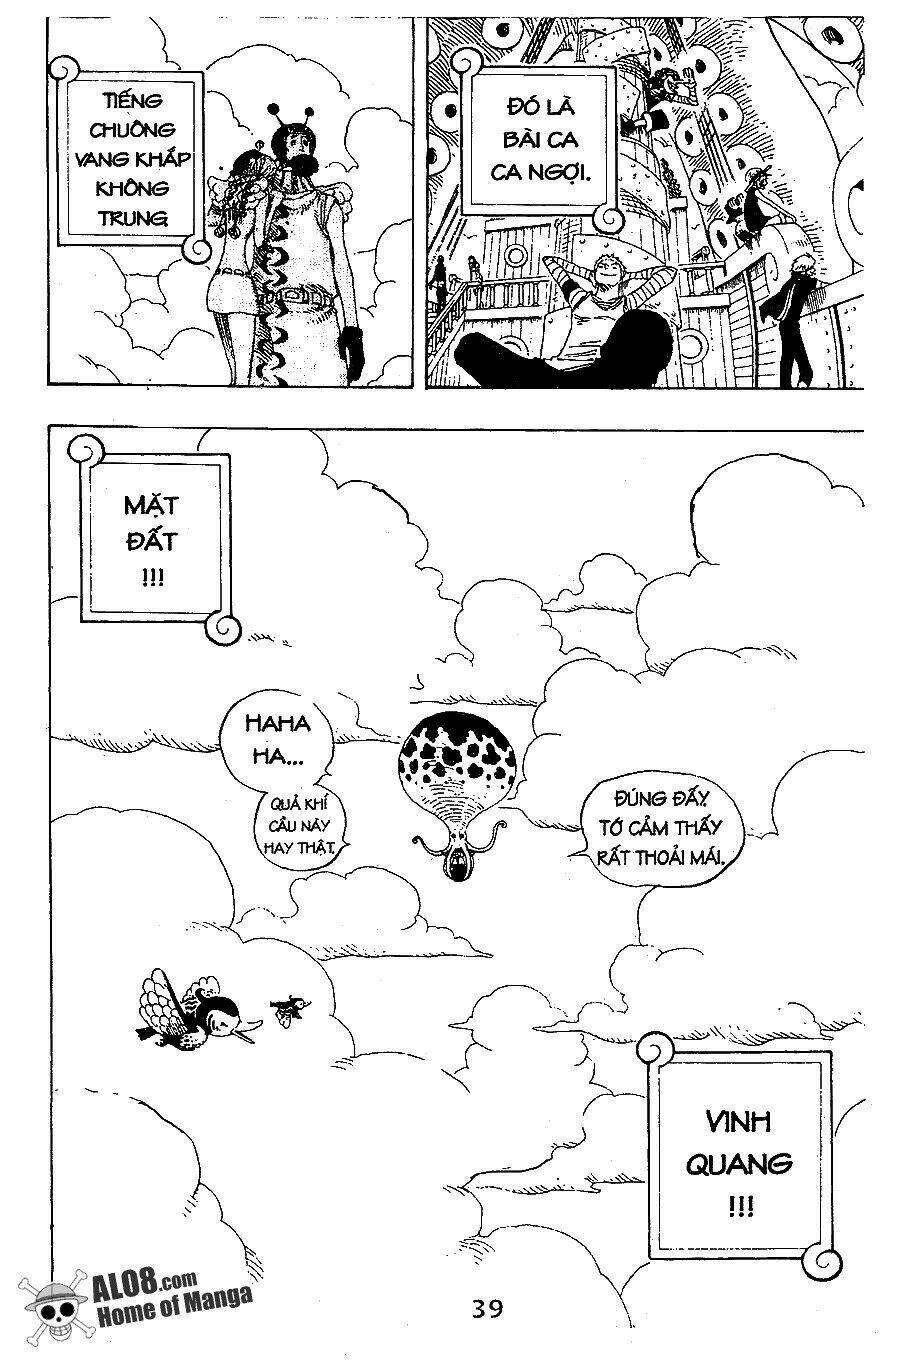 TIẾNG
CHUÔNG
VANG KHẮP
KHÔNG
TRUNG.
ĐÓ LÀ
BÀI CA
CA NGỢI.
MẶT
ĐẤT
!!!
HAHA
HA...
QUẢ KHÍ
CẦU NÀY
HAY THẬT.
ĐÚNG ĐẤY.
TỚ CẢM THẤY
RẤT THOẢI MÁI.
VINH
QUANG
!!!
ALO8.com
Home of Manga
39